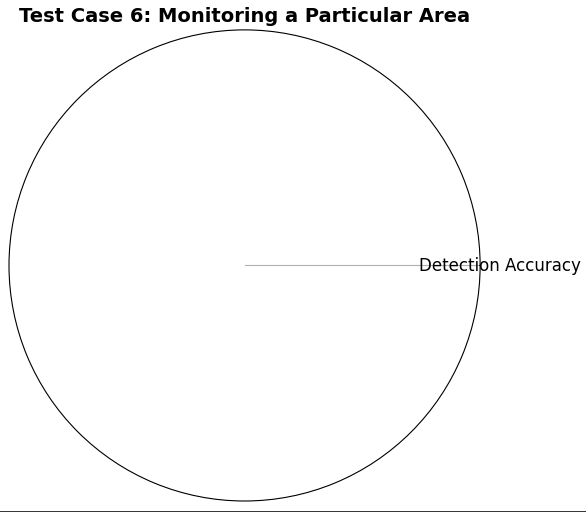 Test Case 6: Monitoring a Particular Area
Detection Accuracy